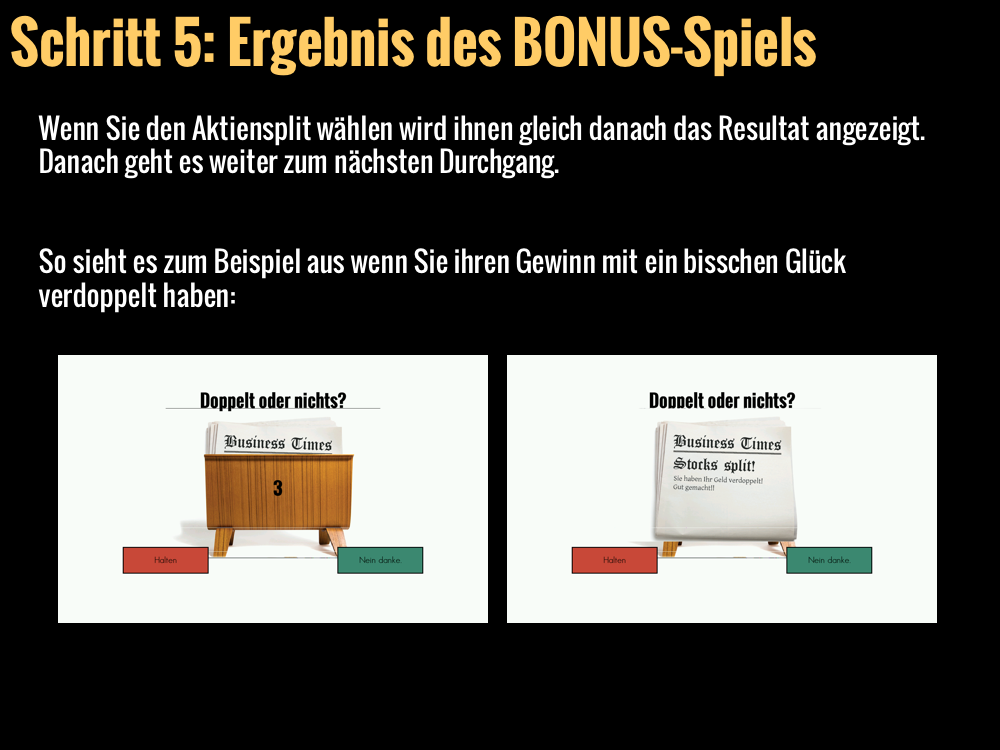 Schritt 5: Ergebnis des BONUS-Spiels
Wenn Sie den Aktiensplit wählen wird ihnen gleich danach das Resultat angezeigt.
Danach geht es weiter zum nächsten Durchgang.
So sieht es zum Beispiel aus wenn Sie ihren Gewinn mit ein bisschen Glück
verdoppelt haben:
Doppelt oder nichts?
Business Times
3
Halten
Nein danke.
Doppelt oder nichts?
Business Times
Stocks split!
Sie haben Ihr Geld verdoppelt!
Gut gemacht!!
Halten
Nein danke.